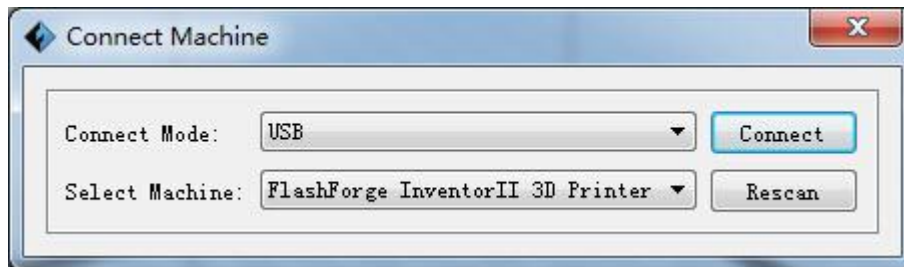 Connect Machine
Connect Mode: USB Connect
Select Machine: FlashForge InventorII 3D Printer Rescan